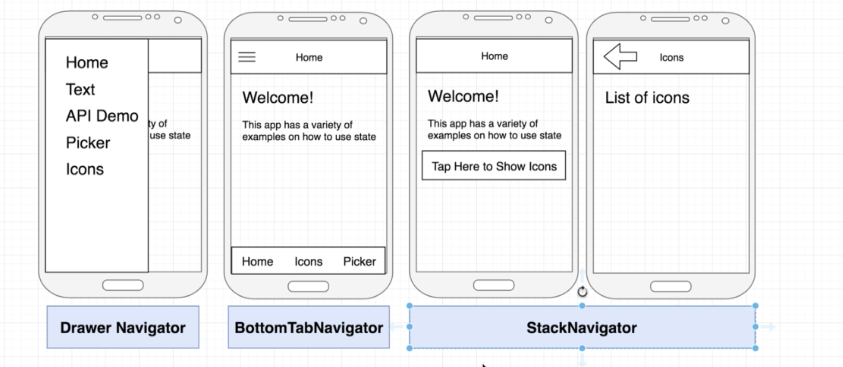 Home
Text
API Demo
Picker
Icons
ty of
use state
Drawer Navigator
Home
Welcome!
This app has a variety of
examples on how to use state
Home Icons Picker
BottomTabNavigator
Home
Welcome!
This app has a variety of
examples on how to use state
Tap Here to Show Icons
Icons
List of icons
StackNavigator